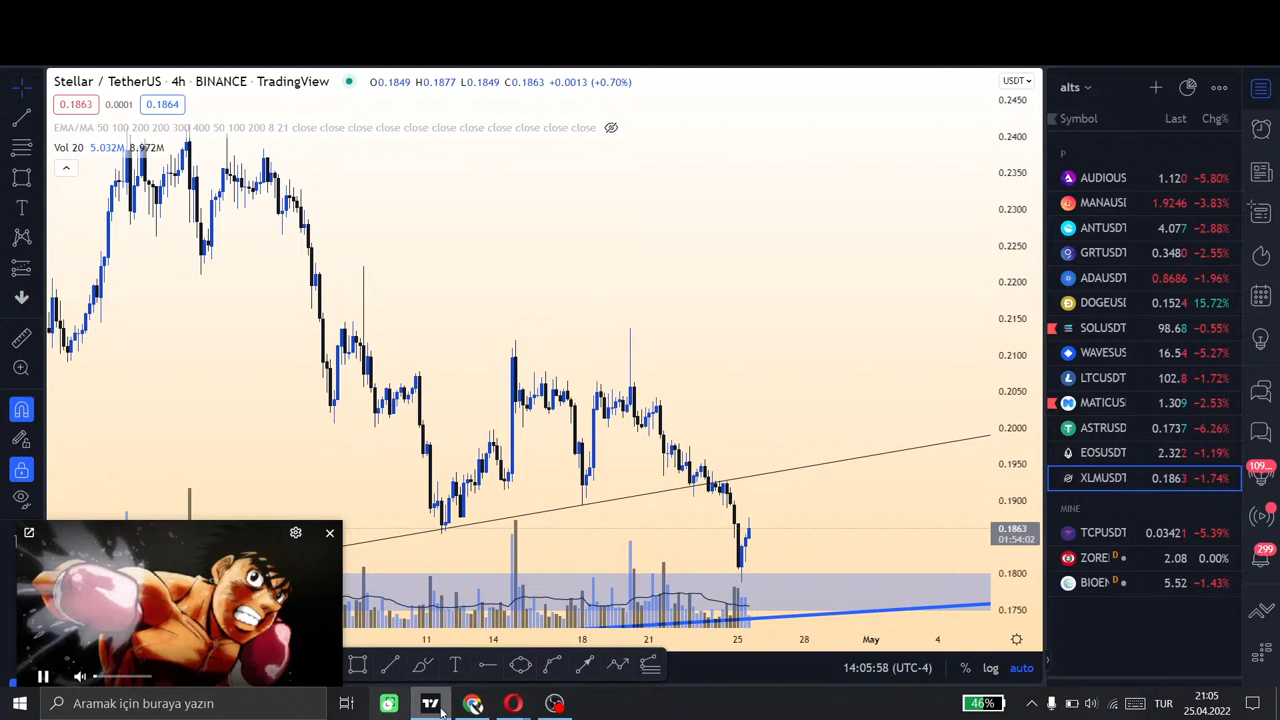 Stellar / TetherUS · 4h · BINANCE · TradingView O0.1849 H0.1877 L0.1849 C0.1863 +0.0013 (+0.70%)
0.1863 0.0001 0.1864
EMA/MA 50 100 200 200 300 400 50 100 200 8 21 close close close close close close close close close close close
Vol 20 5.032M 8.972M
USDT
0.2450
0.2400
0.2350
0.2300
0.2250
0.2200
0.2150
0.2100
0.2050
0.2000
0.1950
0.1900
0.1863
01:54:02
0.1800
0.1750
11 14 18 21 25 28 May 4
14:05:58 (UTC-4) % log auto
alts
Symbol Last Chg%
P
AUDIOUS 1.120 −5.80%
MANAUSI 1.9246 −3.83%
ANTUSDT 4.077 −2.88%
GRTUSDT 0.3480 −2.55%
ADAUSDT 0.8686 −1.96%
DOGEUSI 0.1524 15.72%
SOLUSDT 98.68 −0.55%
WAVESUS 16.54 −5.27%
LTCUSDT 102.8 −1.72%
MATICUS 1.309 −2.53%
ASTRUSD 0.1737 −6.26%
EOSUSDT 2.322 −1.19%
XLMUSDT 0.1863 −1.74%
MINE
TCPUSDT 0.03421 −5.39%
ZORE D 2.08 0.00%
BIOEN D 5.52 −1.43%
109...
299
Aramak için buraya yazın
46%
TUR
21:05
25.04.2022